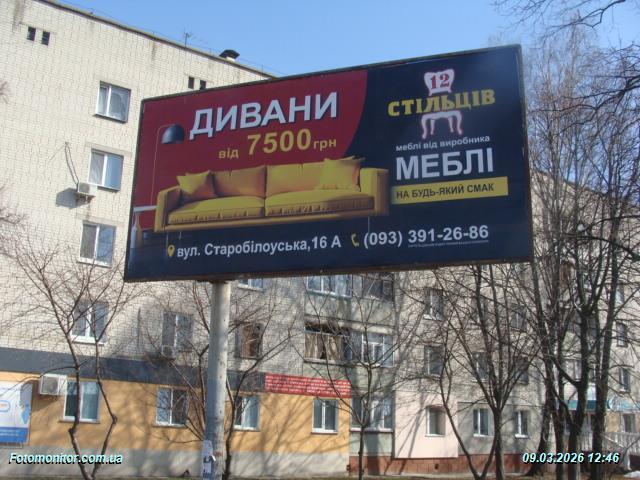 ДИВАНИ
від 7500 грн
12
СТІЛЬЦІВ
меблі від виробника
МЕБЛІ
НА БУДЬ-ЯКИЙ СМАК
вул. Старобілоуська,16 А (093) 391-26-86
Fotomonitor.com.ua
09.03.2026 12:46